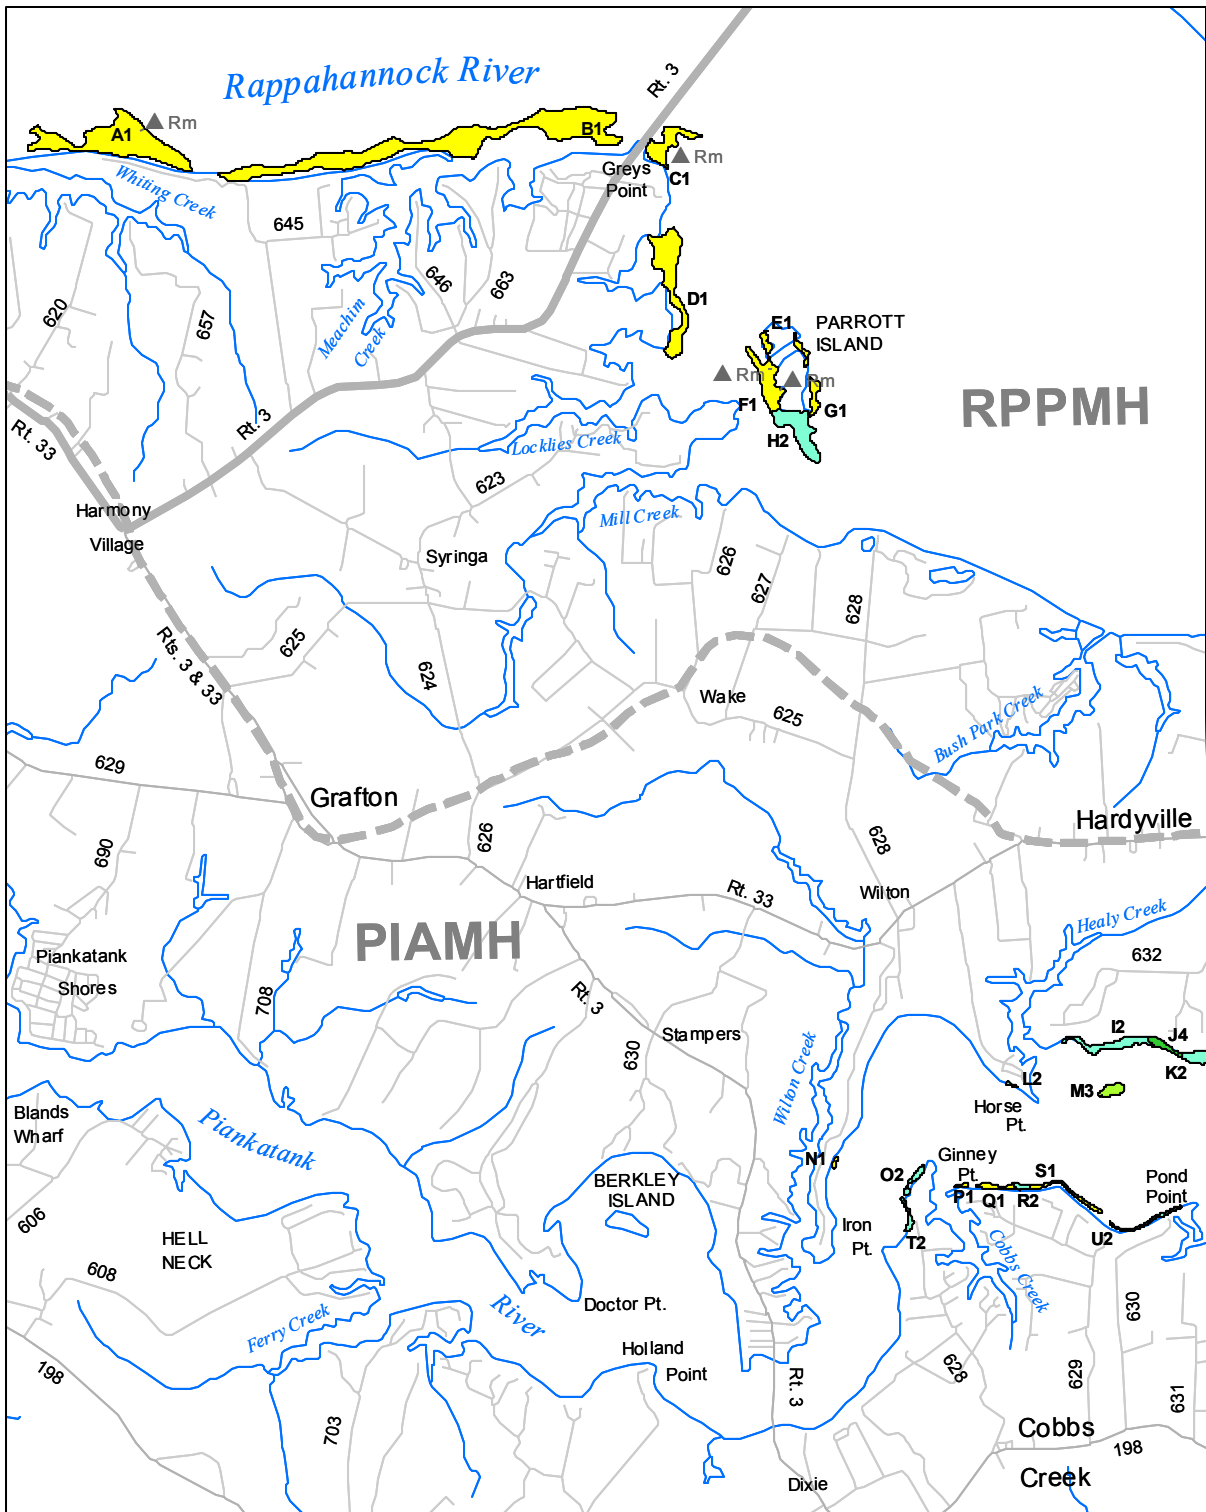 Rappahannock River
Rt. 3
A1
Rm
B1
Rm
Greys
Point
C1
Whiting Creek
645
646
663
620
657
Meachim
Creek
D1
E1
PARROTT
ISLAND
Rm
Rm
F1
G1
H2
RPPMH
Rt. 33
Rt. 3
Locklies Creek
623
Harmony
Village
Mill Creek
Syringa
626
627
628
625
Rts. 3 & 33
624
Wake
625
Bush Park Creek
629
Grafton
626
690
628
Hardyville
Hartfield
Rt. 33
Wilton
PIAMH
Healy Creek
632
Piankatank
Shores
708
Rt. 3
Stampers
630
I2
J4
K2
L2
M3
Horse
Pt.
Wilton Creek
Blands
Wharf
Piankatank
N1
O2
Ginney
Pt.
S1
P1
Q1
R2
Pond
Point
BERKLEY
ISLAND
606
HELL
NECK
Iron
Pt.
T2
U2
Cobbs Creek
608
River
Doctor Pt.
630
Ferry Creek
Holland
Point
198
Rt. 3
628
629
631
703
Cobbs
Creek
198
Dixie